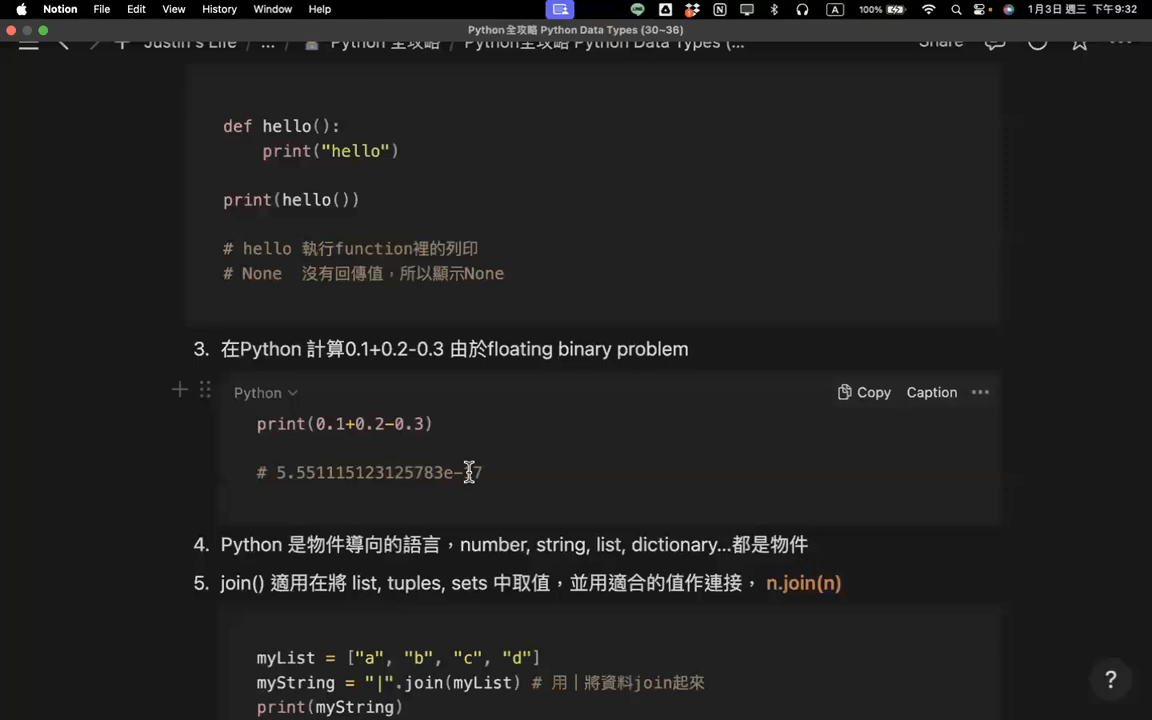 Notion File Edit View History Window Help 100% 1月3日 週三 下午9:32
Python全攻略 Python Data Types (30~36)
Justin's Life / ... / Python 全攻略 / Python全攻略 Python Data Types (... Share
def hello():
print("hello")
print(hello())
# hello 執行function裡的列印
# None 沒有回傳值，所以顯示None
3. 在Python 計算0.1+0.2-0.3 由於floating binary problem
Python Copy Caption
print(0.1+0.2-0.3)
# 5.551115123125783e-17
4. Python 是物件導向的語言，number, string, list, dictionary...都是物件
5. join() 適用在將 list, tuples, sets 中取值，並用適合的值作連接， n.join(n)
myList = ["a", "b", "c", "d"]
myString = "|".join(myList) # 用｜將資料join起來
print(myString)